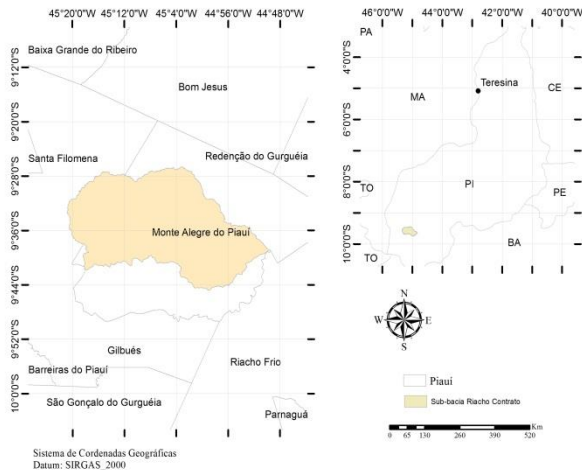 45°20'0"W 45°12'0"W 45°4'0"W 44°56'0"W 44°48'0"W
9°12'0"S
9°20'0"S
9°28'0"S
9°36'0"S
9°44'0"S
9°52'0"S
10°0'0"S
Baixa Grande do Ribeiro
Bom Jesus
Santa Filomena
Redenção do Gurguéia
Monte Alegre do Piauí
Gilbués
Riacho Frio
Barreiras do Piauí
São Gonçalo do Gurguéia
Parnaguá
Sistema de Cordenadas Geográficas
Datum: SIRGAS_2000
46°0'0"W 44°0'0"W 42°0'0"W 40°0'0"W
4°0'0"S
6°0'0"S
8°0'0"S
10°0'0"S
PA
Teresina
MA
CE
TO
PI
PE
BA
TO
N
W E
S
Piauí
Sub-bacia Riacho Contrato
Km
0 65 130 260 390 520